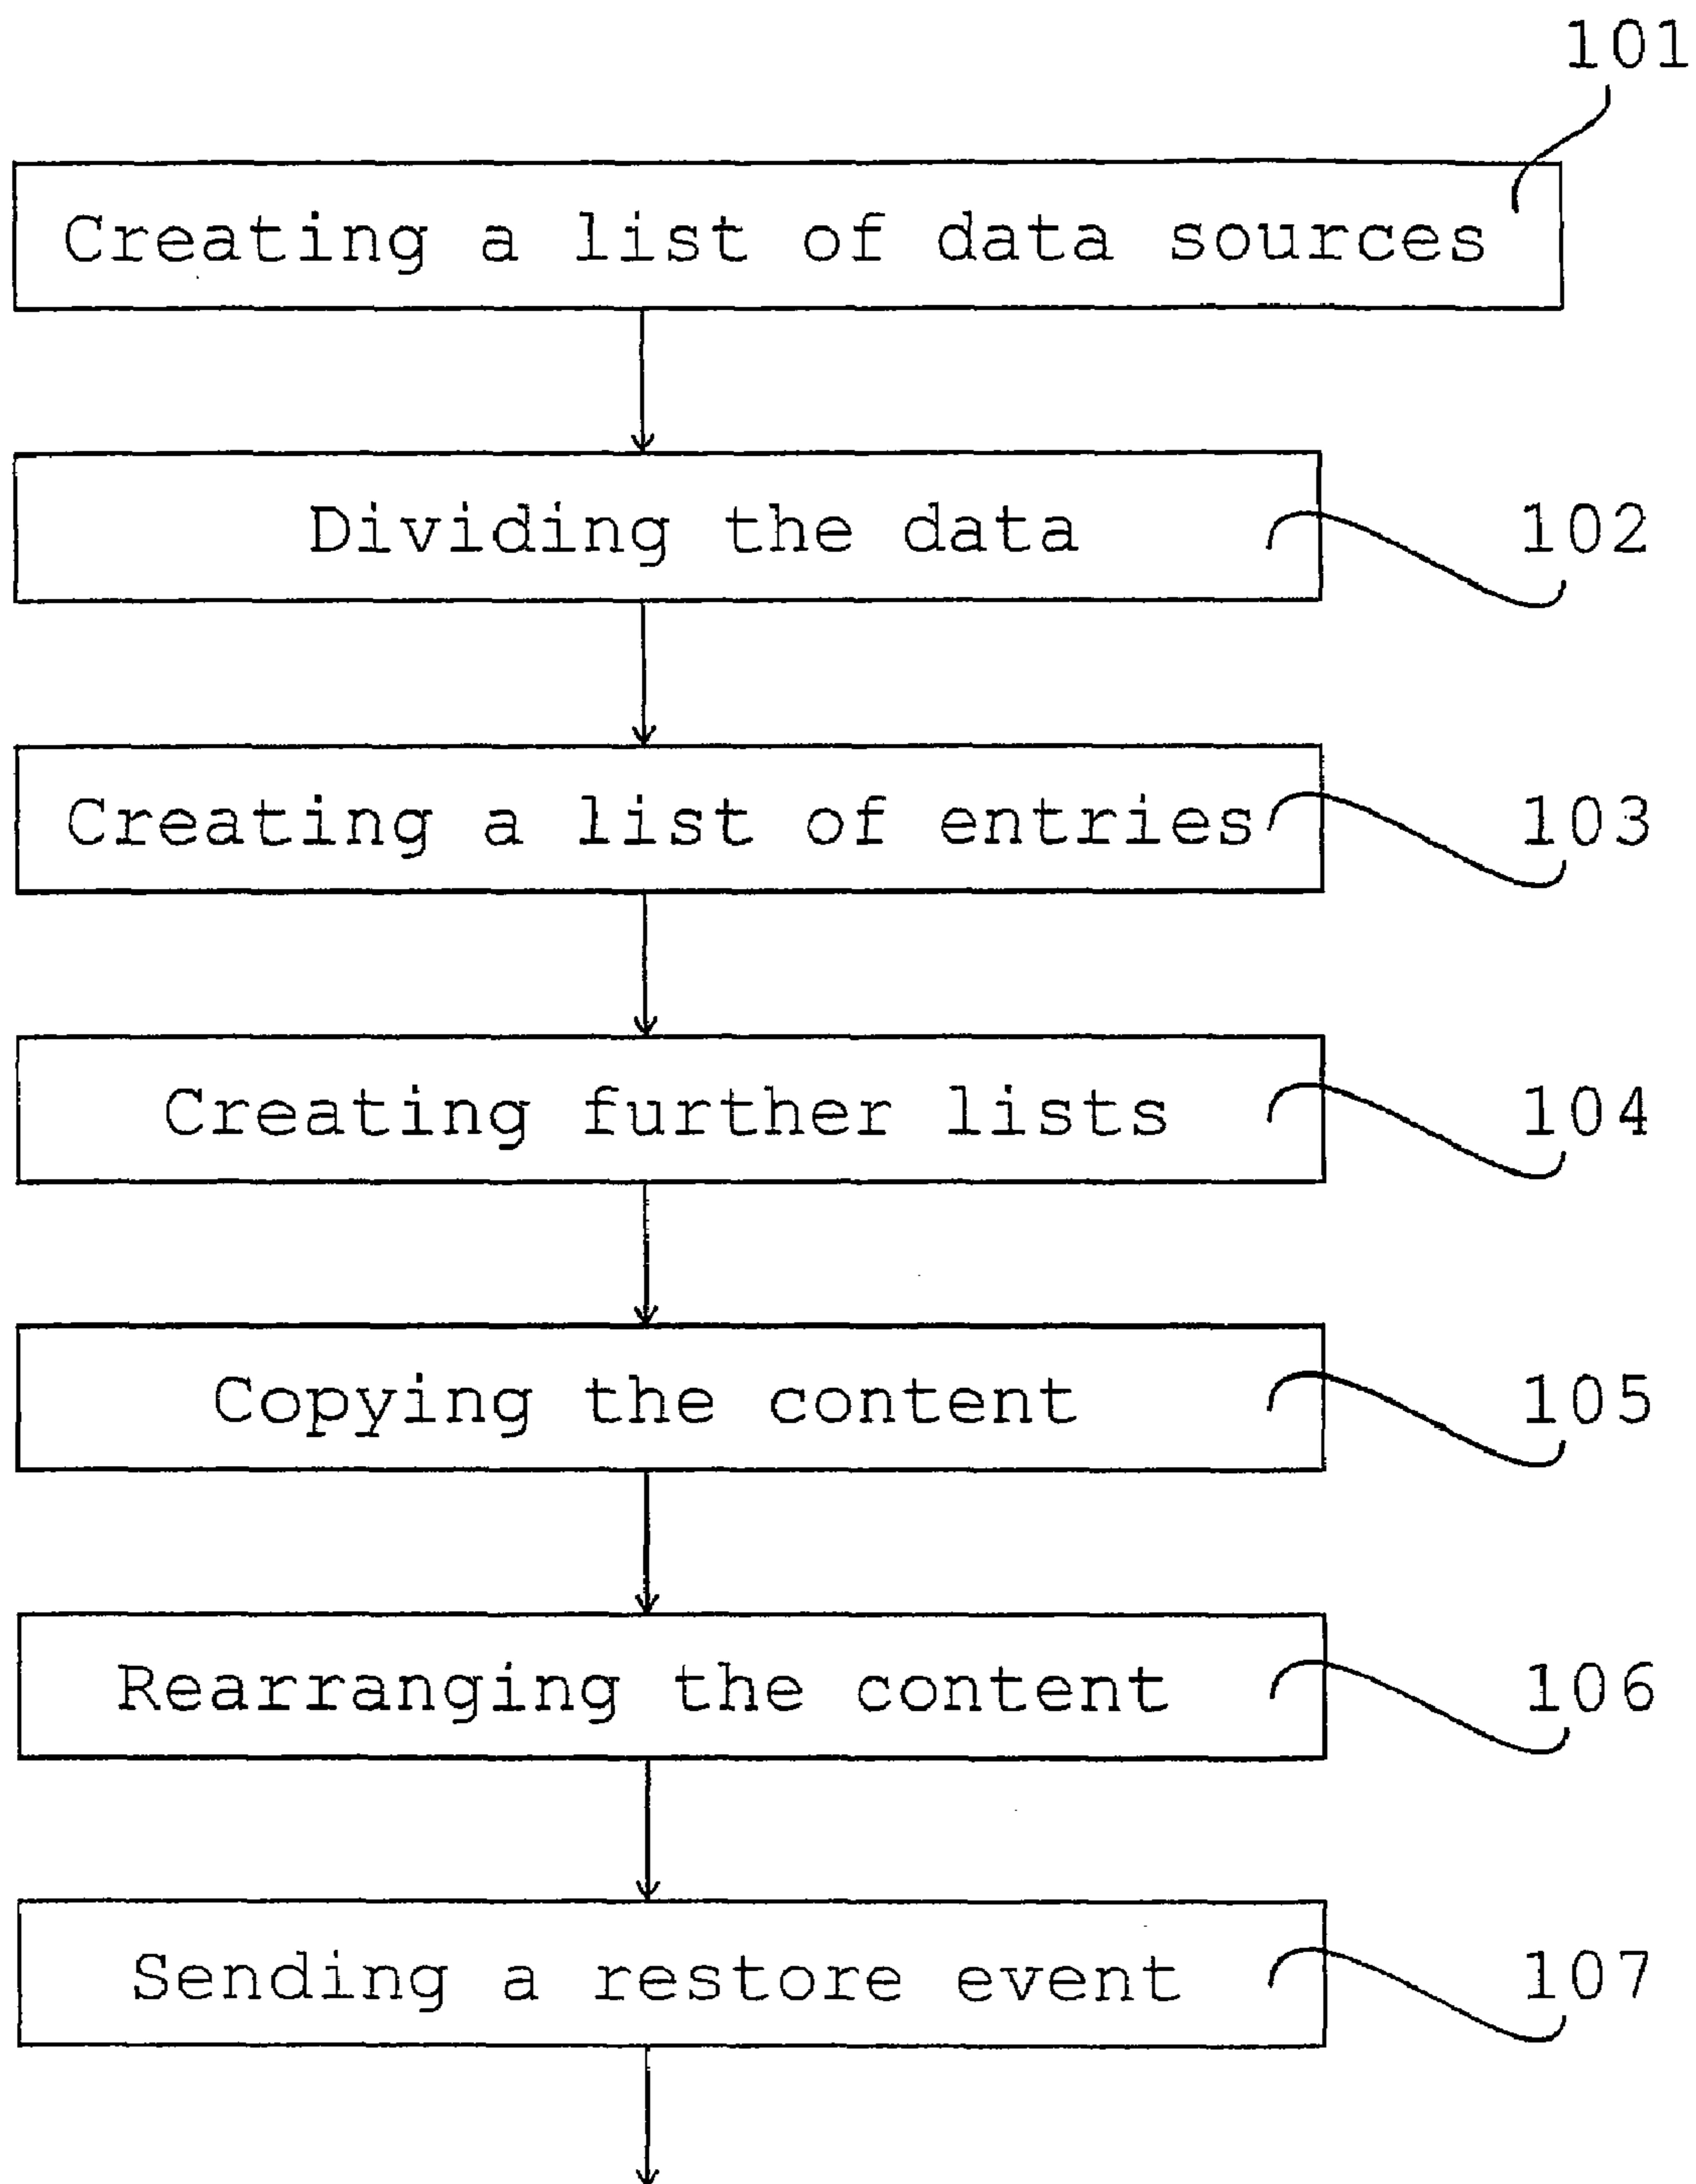 101
Creating a list of data sources
Dividing the data
102
Creating a list of entries
103
Creating further lists
104
Copying the content
105
Rearranging the content
106
Sending a restore event
107